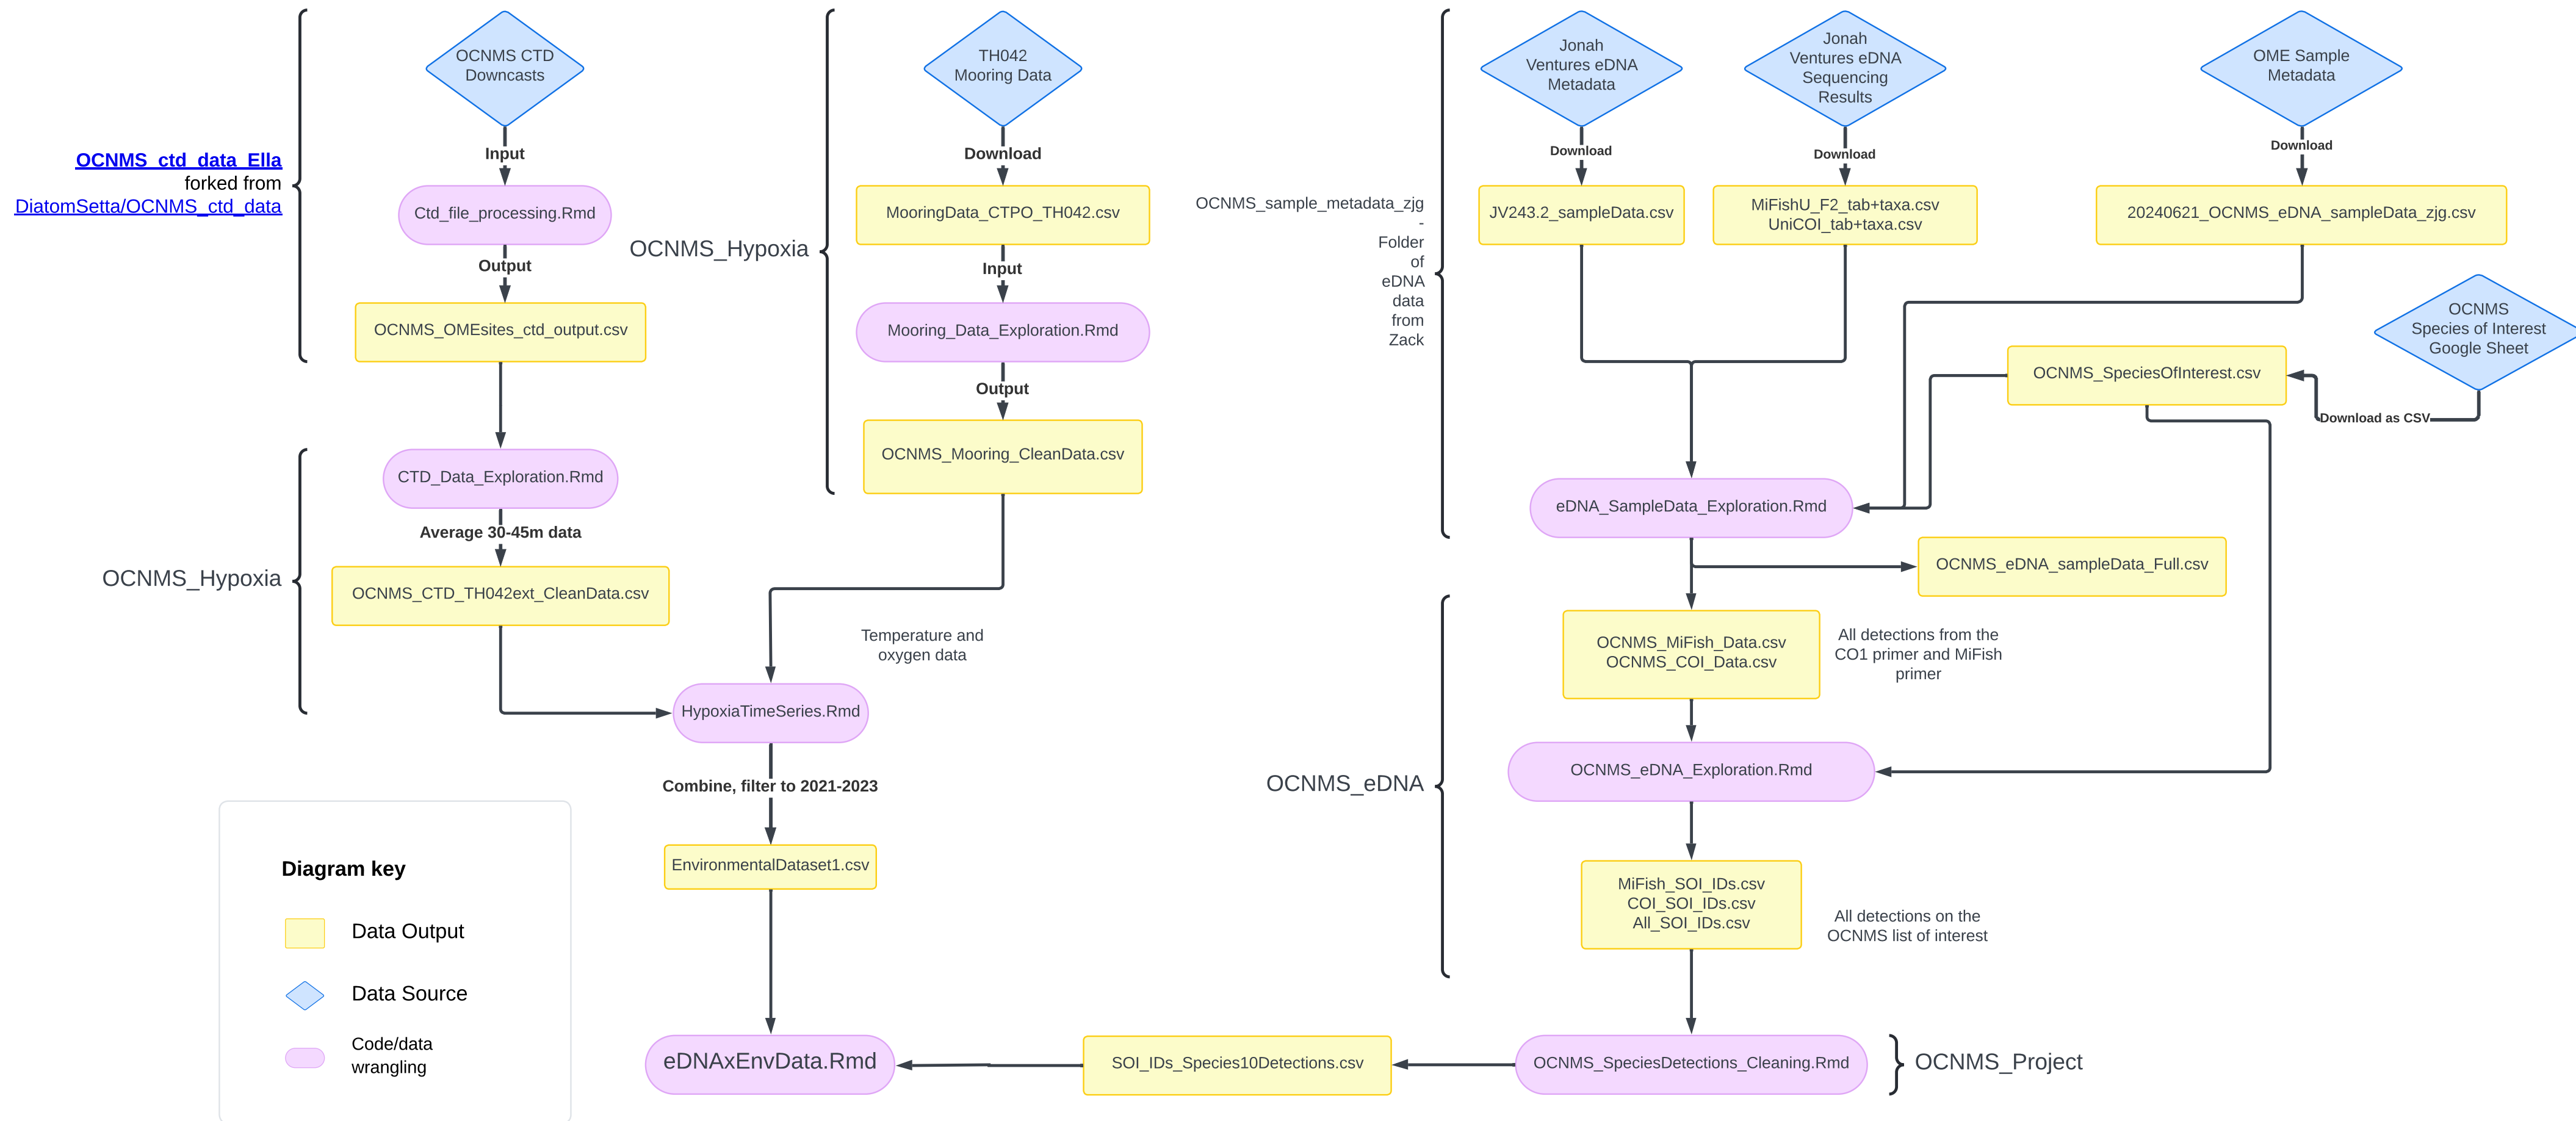 OCNMS CTD
Downcasts
TH042
Mooring Data
Jonah
Ventures eDNA
Metadata
Jonah
Ventures eDNA
Sequencing
Results
OME Sample
Metadata
OCNMS_ctd_data_Ella
forked from
DiatomSetta/OCNMS_ctd_data
Input
Download
Download
Download
Download
Ctd_file_processing.Rmd
MooringData_CTPO_TH042.csv
OCNMS_sample_metadata_zjg
-
Folder
of
eDNA
data
from
Zack
JV243.2_sampleData.csv
MiFishU_F2_tab+taxa.csv
UniCOI_tab+taxa.csv
20240621_OCNMS_eDNA_sampleData_zjg.csv
OCNMS_Hypoxia
Output
Input
OCNMS_OMEsites_ctd_output.csv
Mooring_Data_Exploration.Rmd
OCNMS
Species of Interest
Google Sheet
OCNMS_SpeciesOfInterest.csv
Download as CSV
Output
OCNMS_Mooring_CleanData.csv
CTD_Data_Exploration.Rmd
eDNA_SampleData_Exploration.Rmd
Average 30-45m data
OCNMS_Hypoxia
OCNMS_CTD_TH042ext_CleanData.csv
OCNMS_eDNA_sampleData_Full.csv
Temperature and
oxygen data
OCNMS_MiFish_Data.csv
OCNMS_COI_Data.csv
All detections from the
CO1 primer and MiFish
primer
HypoxiaTimeSeries.Rmd
OCNMS_eDNA
OCNMS_eDNA_Exploration.Rmd
Combine, filter to 2021-2023
EnvironmentalDataset1.csv
MiFish_SOI_IDs.csv
COI_SOI_IDs.csv
All_SOI_IDs.csv
All detections on the
OCNMS list of interest
Diagram key
Data Output
Data Source
Code/data
wrangling
eDNAxEnvData.Rmd
SOI_IDs_Species10Detections.csv
OCNMS_SpeciesDetections_Cleaning.Rmd
OCNMS_Project